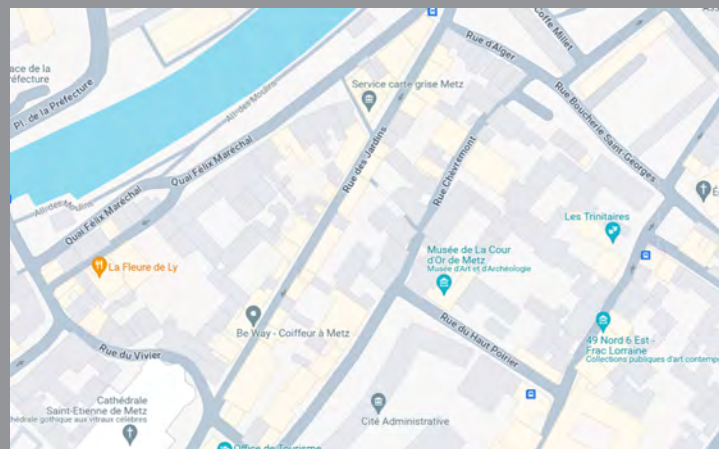 Coffe Millet
Rue d'Alger
ace de la
réfecture
Pl. de la Préfecture
All. des Moulins
Service carte grise Metz
Rue Boucherie Saint-Georges
Quai Félix Maréchal
Rue des Jardins
Rue Chèvremont
All. des Moulins
Quai Félix Maréchal
Les Trinitaires
La Fleure de Ly
Musée de La Cour
d'Or de Metz
Musée d'Art et d'Archéologie
Be Way - Coiffeur à Metz
Rue du Haut Poirier
49 Nord 6 Est -
Frac Lorraine
Collections publiques d'art contemp
Rue du Vivier
Cathédrale
Saint-Étienne de Metz
hédrale gothique aux vitraux célèbres
Cité Administrative
Office de Tourisme